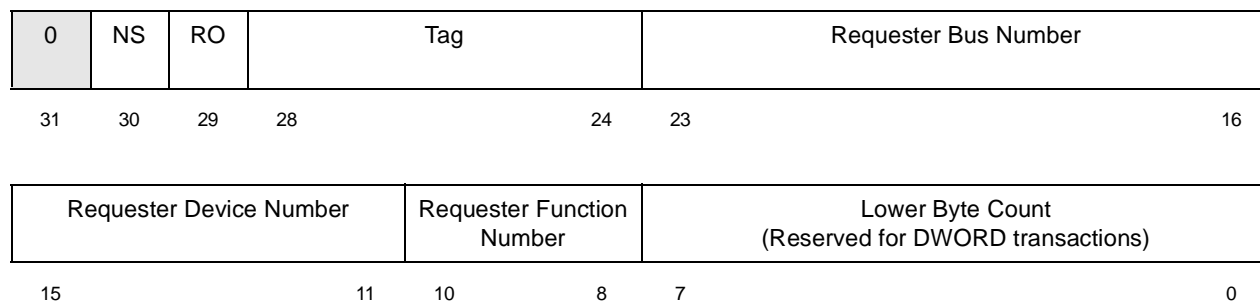 0 NS RO Tag Requester Bus Number
31 30 29 28 24 23 16
Requester Device Number Requester Function Lower Byte Count
Number (Reserved for DWORD transactions)
15 11 10 8 7 0